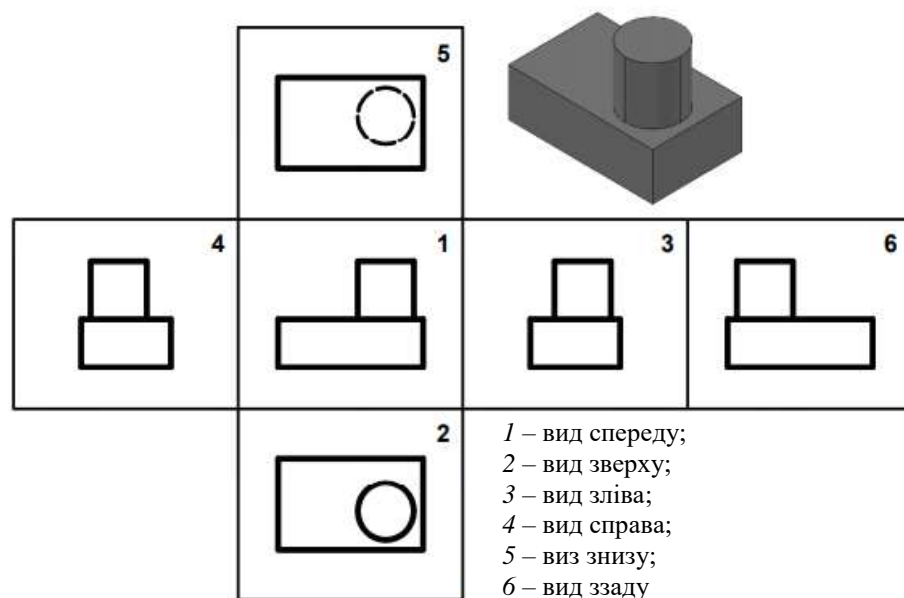 5
4
1
3
6
2
1 – вид спереду;
2 – вид зверху;
3 – вид зліва;
4 – вид справа;
5 – виз знизу;
6 – вид ззаду